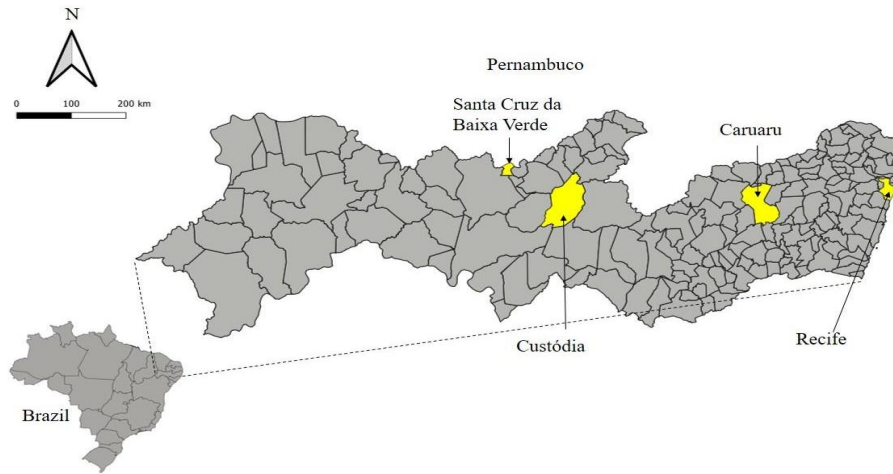 N
0 100 200 km
Pernambuco
Santa Cruz da
Baixa Verde
Caruaru
Custódia
Recife
Brazil